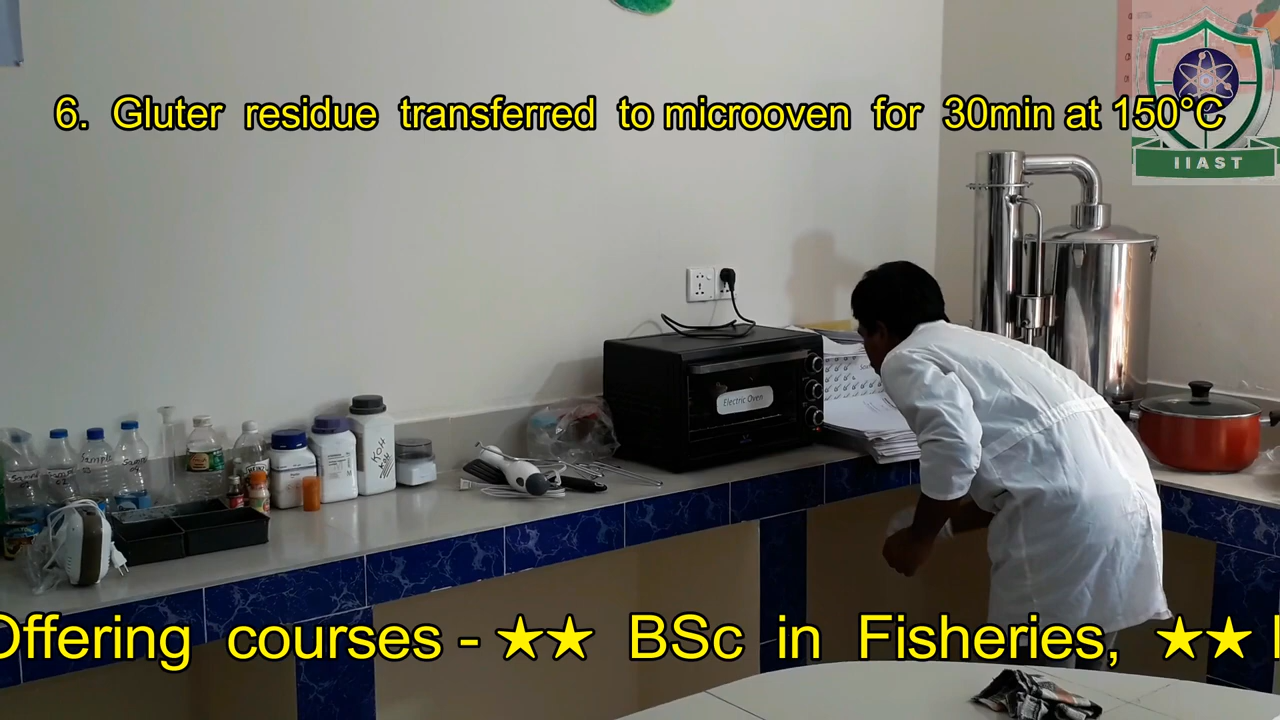 6. Gluter residue transferred to microoven for 30min at 150°C
IIAST
Electric Oven
KOH
Sample
Offering courses - ★★ BSc in Fisheries, ★★